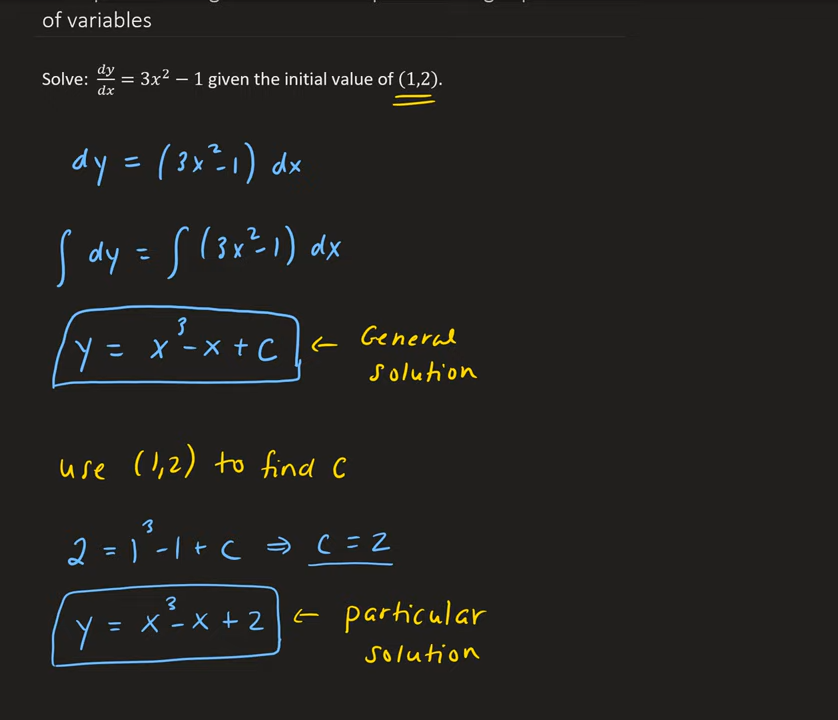 of variables
Solve: dy/dx = 3x² − 1 given the initial value of (1,2).
dy = (3x²-1) dx
∫ dy = ∫ (3x²-1) dx
y = x³ - x + C ← General
solution
use (1,2) to find C
2 = 1³ - 1 + C ⇒ C = 2
y = x³ - x + 2 ← particular
solution